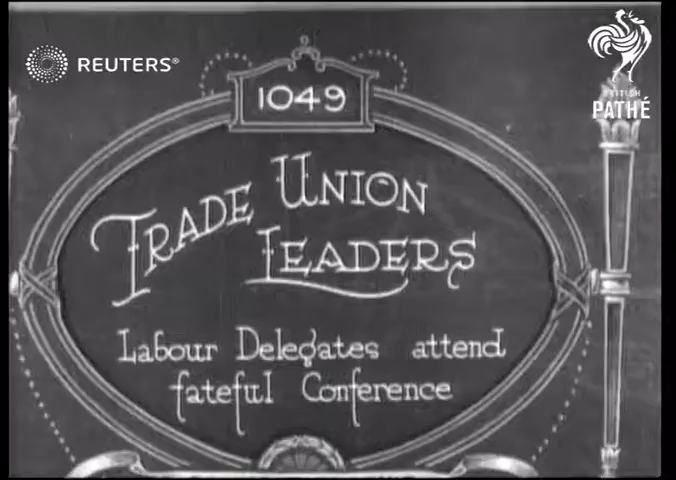 REUTERS®
BRITISH
PATHÉ
1049
TRADE UNION
LEADERS
Labour Delegates attend
fateful Conference